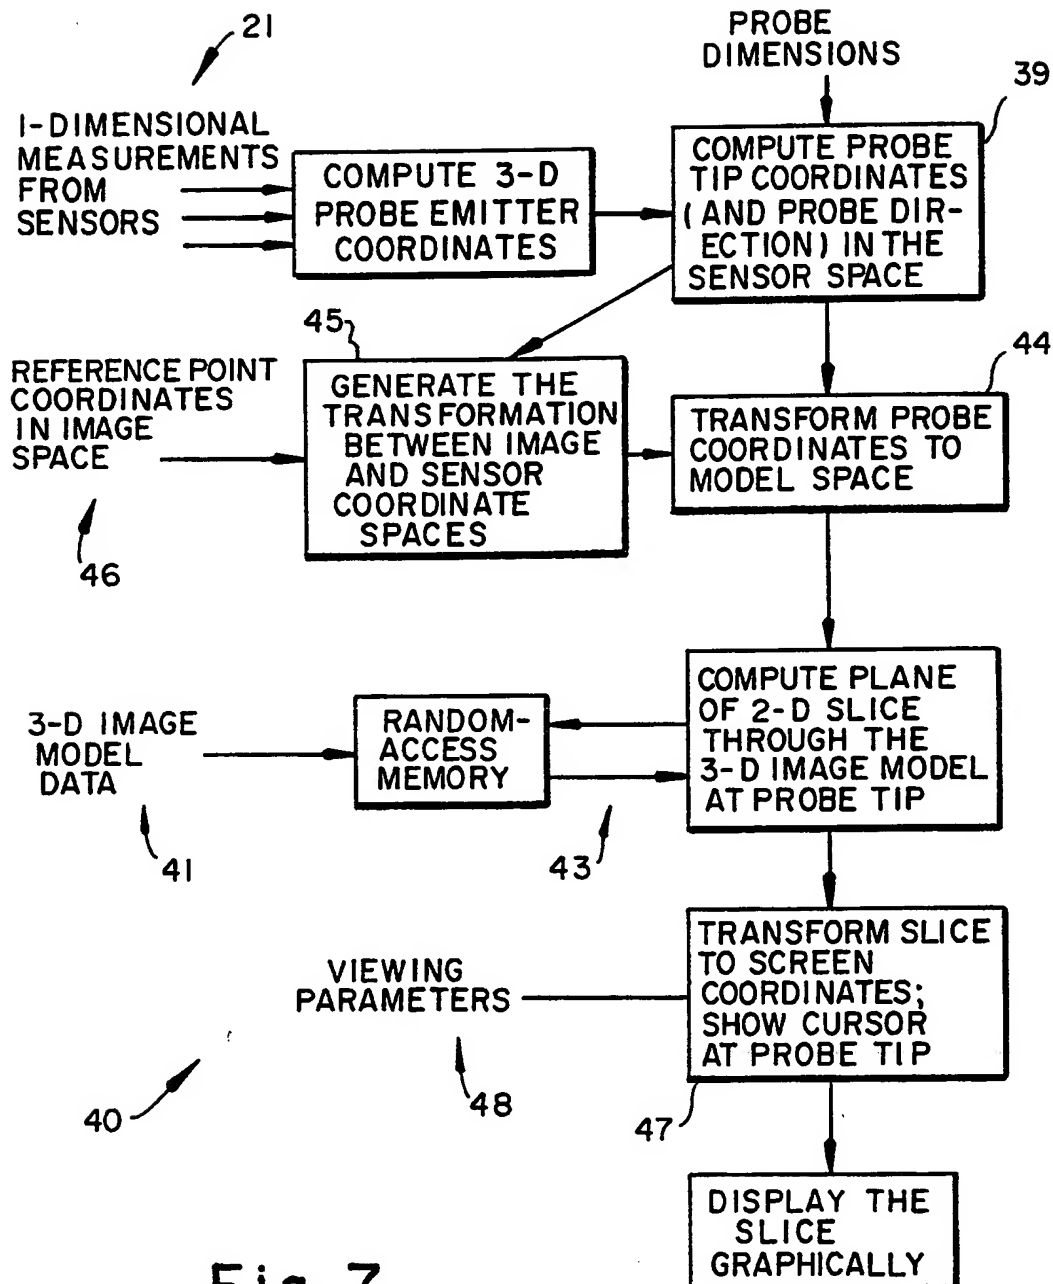 21
PROBE
DIMENSIONS
39
1-DIMENSIONAL
MEASUREMENTS
FROM
SENSORS
COMPUTE 3-D
PROBE EMITTER
COORDINATES
COMPUTE PROBE
TIP COORDINATES
(AND PROBE DIR-
ECTION) IN THE
SENSOR SPACE
45
REFERENCE POINT
COORDINATES
IN IMAGE
SPACE
46
GENERATE THE
TRANSFORMATION
BETWEEN IMAGE
AND SENSOR
COORDINATE
SPACES
44
TRANSFORM PROBE
COORDINATES TO
MODEL SPACE
3-D IMAGE
MODEL
DATA
41
RANDOM-
ACCESS
MEMORY
43
COMPUTE PLANE
OF 2-D SLICE
THROUGH THE
3-D IMAGE MODEL
AT PROBE TIP
VIEWING
PARAMETERS
48
40
TRANSFORM SLICE
TO SCREEN
COORDINATES;
SHOW CURSOR
AT PROBE TIP
47
DISPLAY THE
SLICE
GRAPHICALLY
Fig. 7